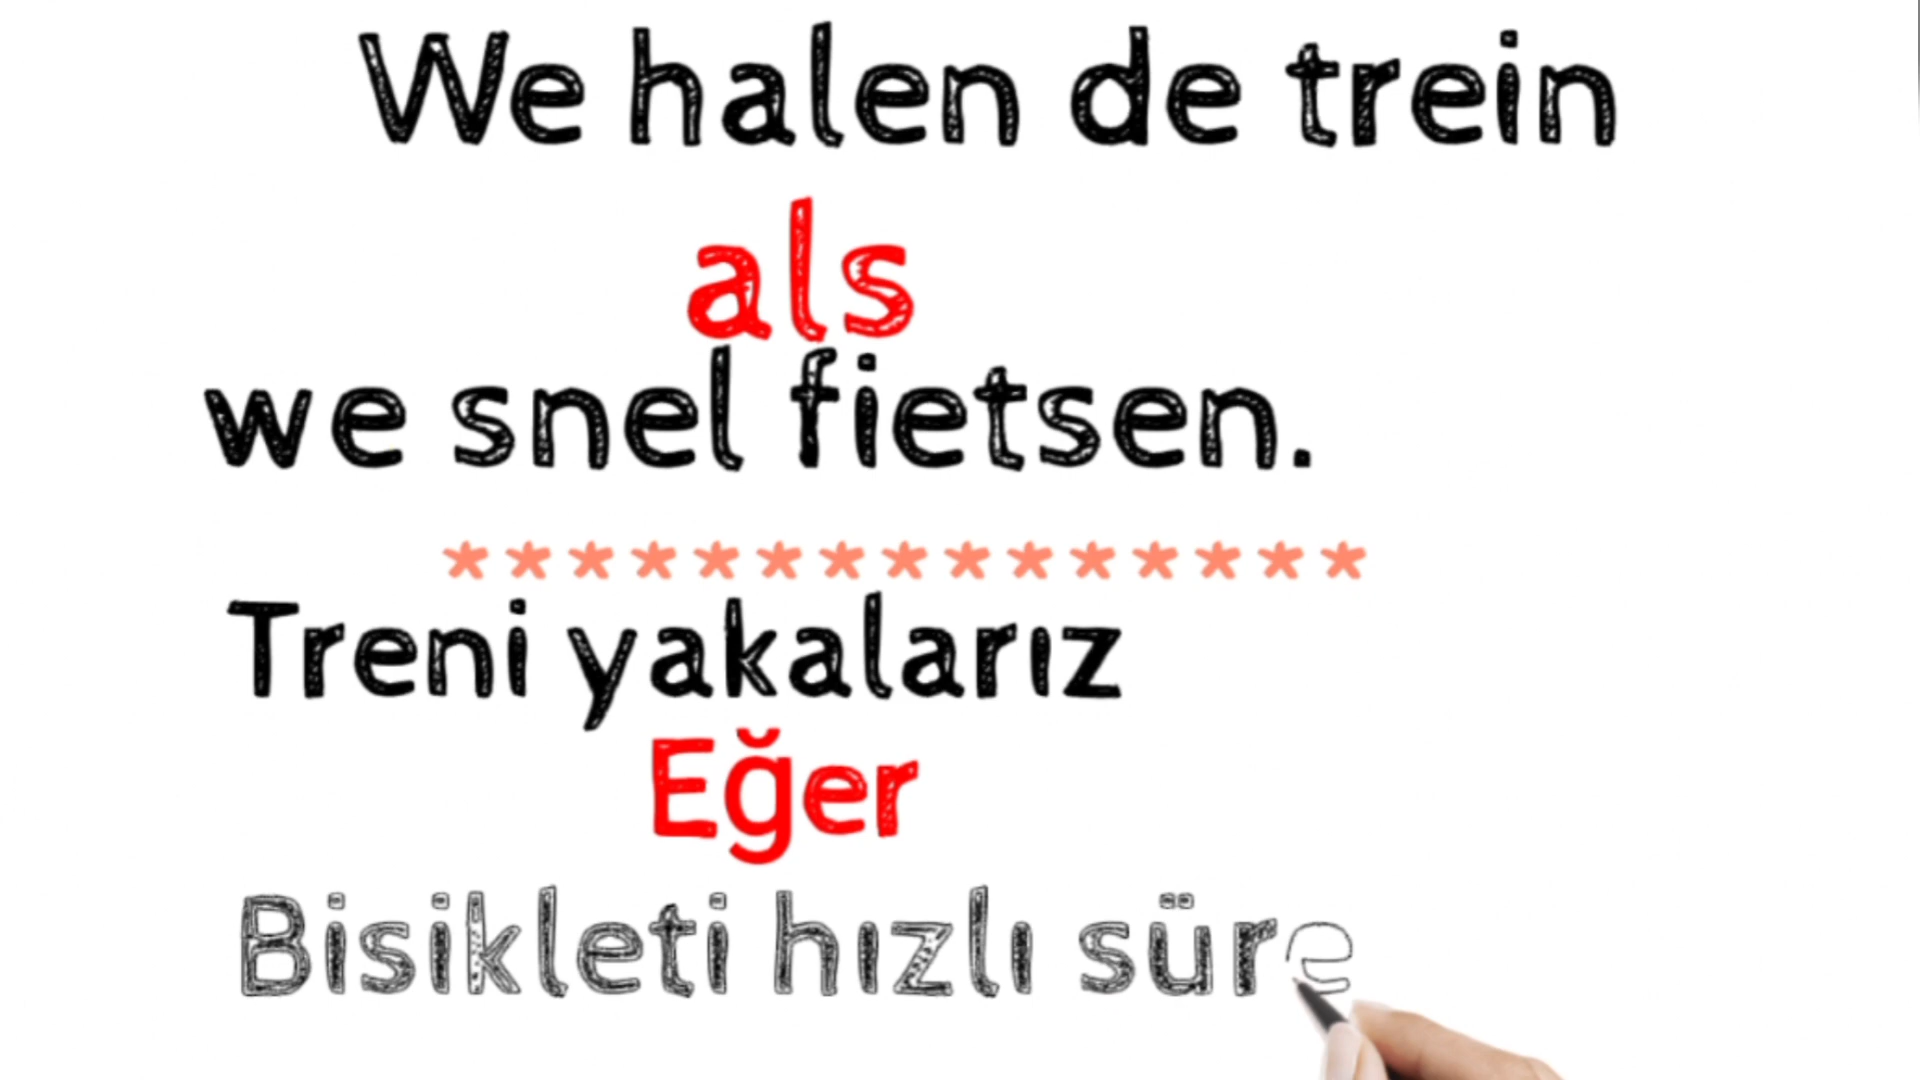 We halen de trein
als
we snel fietsen.
***************
Treni yakalarız
Eğer
Bisikleti hızlı süre